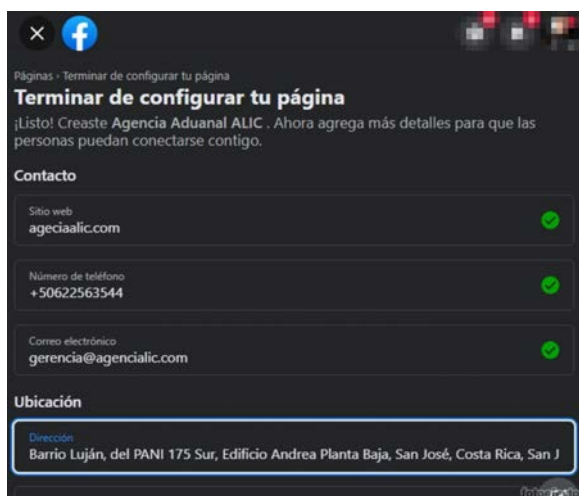 Páginas › Terminar de configurar tu página
Terminar de configurar tu página
¡Listo! Creaste Agencia Aduanal ALIC . Ahora agrega más detalles para que las
personas puedan conectarse contigo.
Contacto
Sitio web
ageciaalic.com
Número de teléfono
+50622563544
Correo electrónico
gerencia@agencialic.com
Ubicación
Dirección
Barrio Luján, del PANI 175 Sur, Edificio Andrea Planta Baja, San José, Costa Rica, San J